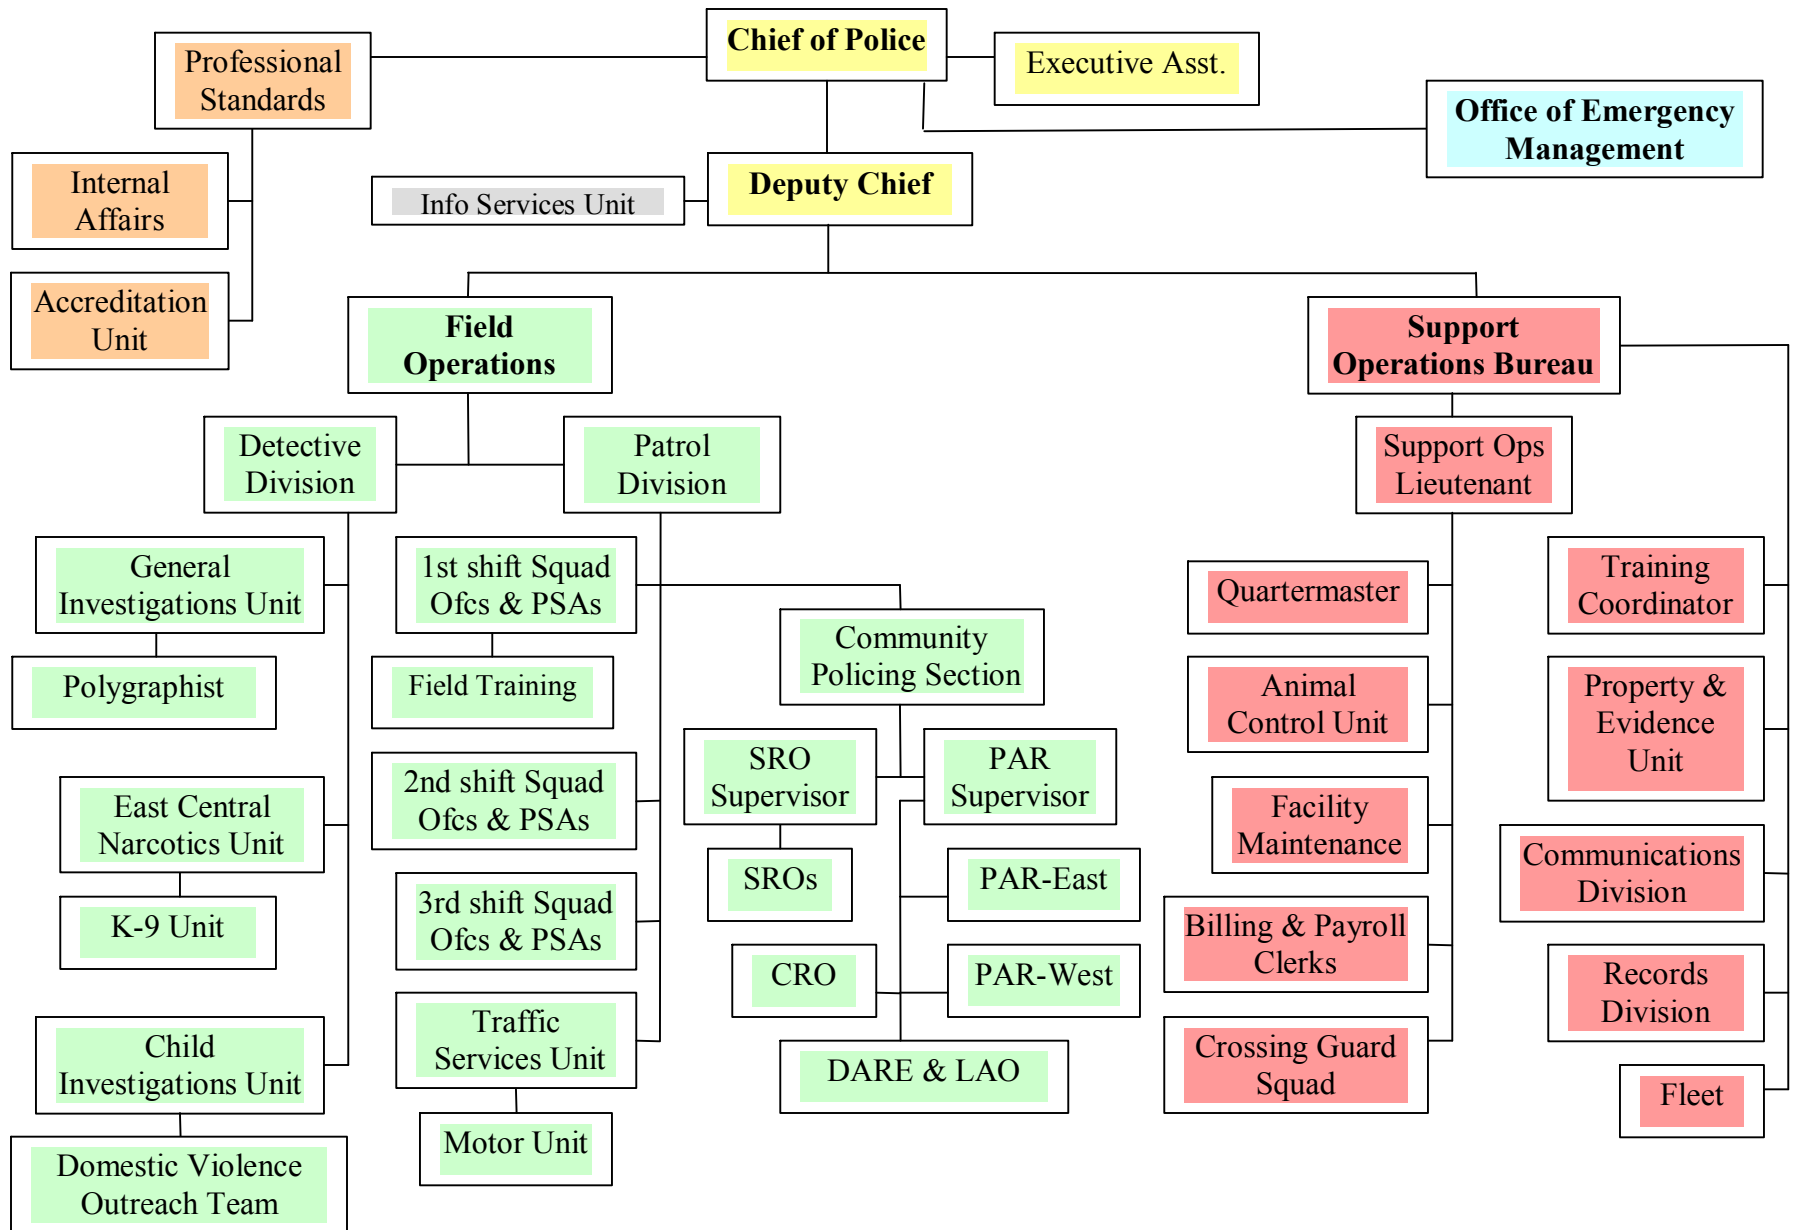 Chief of Police
Professional
Standards
Executive Asst.
Office of Emergency
Management
Internal
Affairs
Deputy Chief
Info Services Unit
Accreditation
Unit
Field
Operations
Support
Operations Bureau
Detective
Division
Patrol
Division
Support Ops
Lieutenant
General
Investigations Unit
Polygraphist
East Central
Narcotics Unit
K-9 Unit
Child
Investigations Unit
Domestic Violence
Outreach Team
1st shift Squad
Ofcs & PSAs
Field Training
2nd shift Squad
Ofcs & PSAs
3rd shift Squad
Ofcs & PSAs
Traffic
Services Unit
Motor Unit
Community
Policing Section
SRO
Supervisor
PAR
Supervisor
SROs
PAR-East
CRO
PAR-West
DARE & LAO
Quartermaster
Animal
Control Unit
Facility
Maintenance
Billing & Payroll
Clerks
Crossing Guard
Squad
Training
Coordinator
Property &
Evidence
Unit
Communications
Division
Records
Division
Fleet